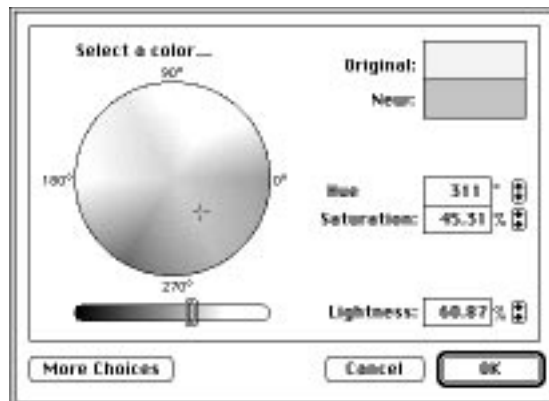 Select a color...
90°
180°
0°
270°
Original:
New:
Hue 311 °
Saturation: 45.31 %
Lightness: 60.87 %
More Choices
Cancel
OK